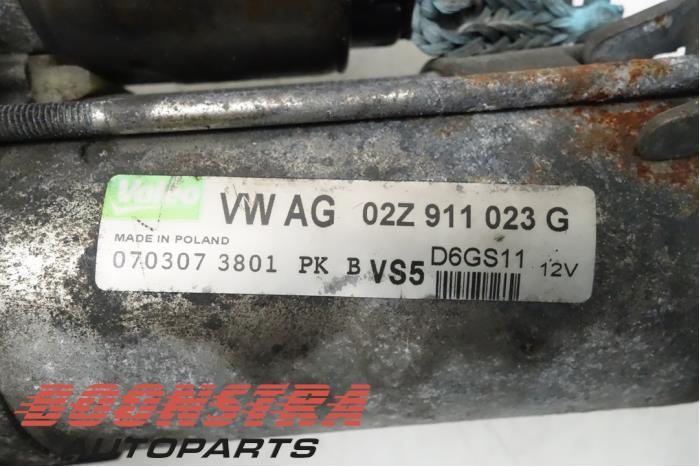 Valeo VW AG 02Z 911 023 G
MADE IN POLAND
070307 3801 PK B VS5 D6GS11 12V
BOONSTRA
AUTOPARTS